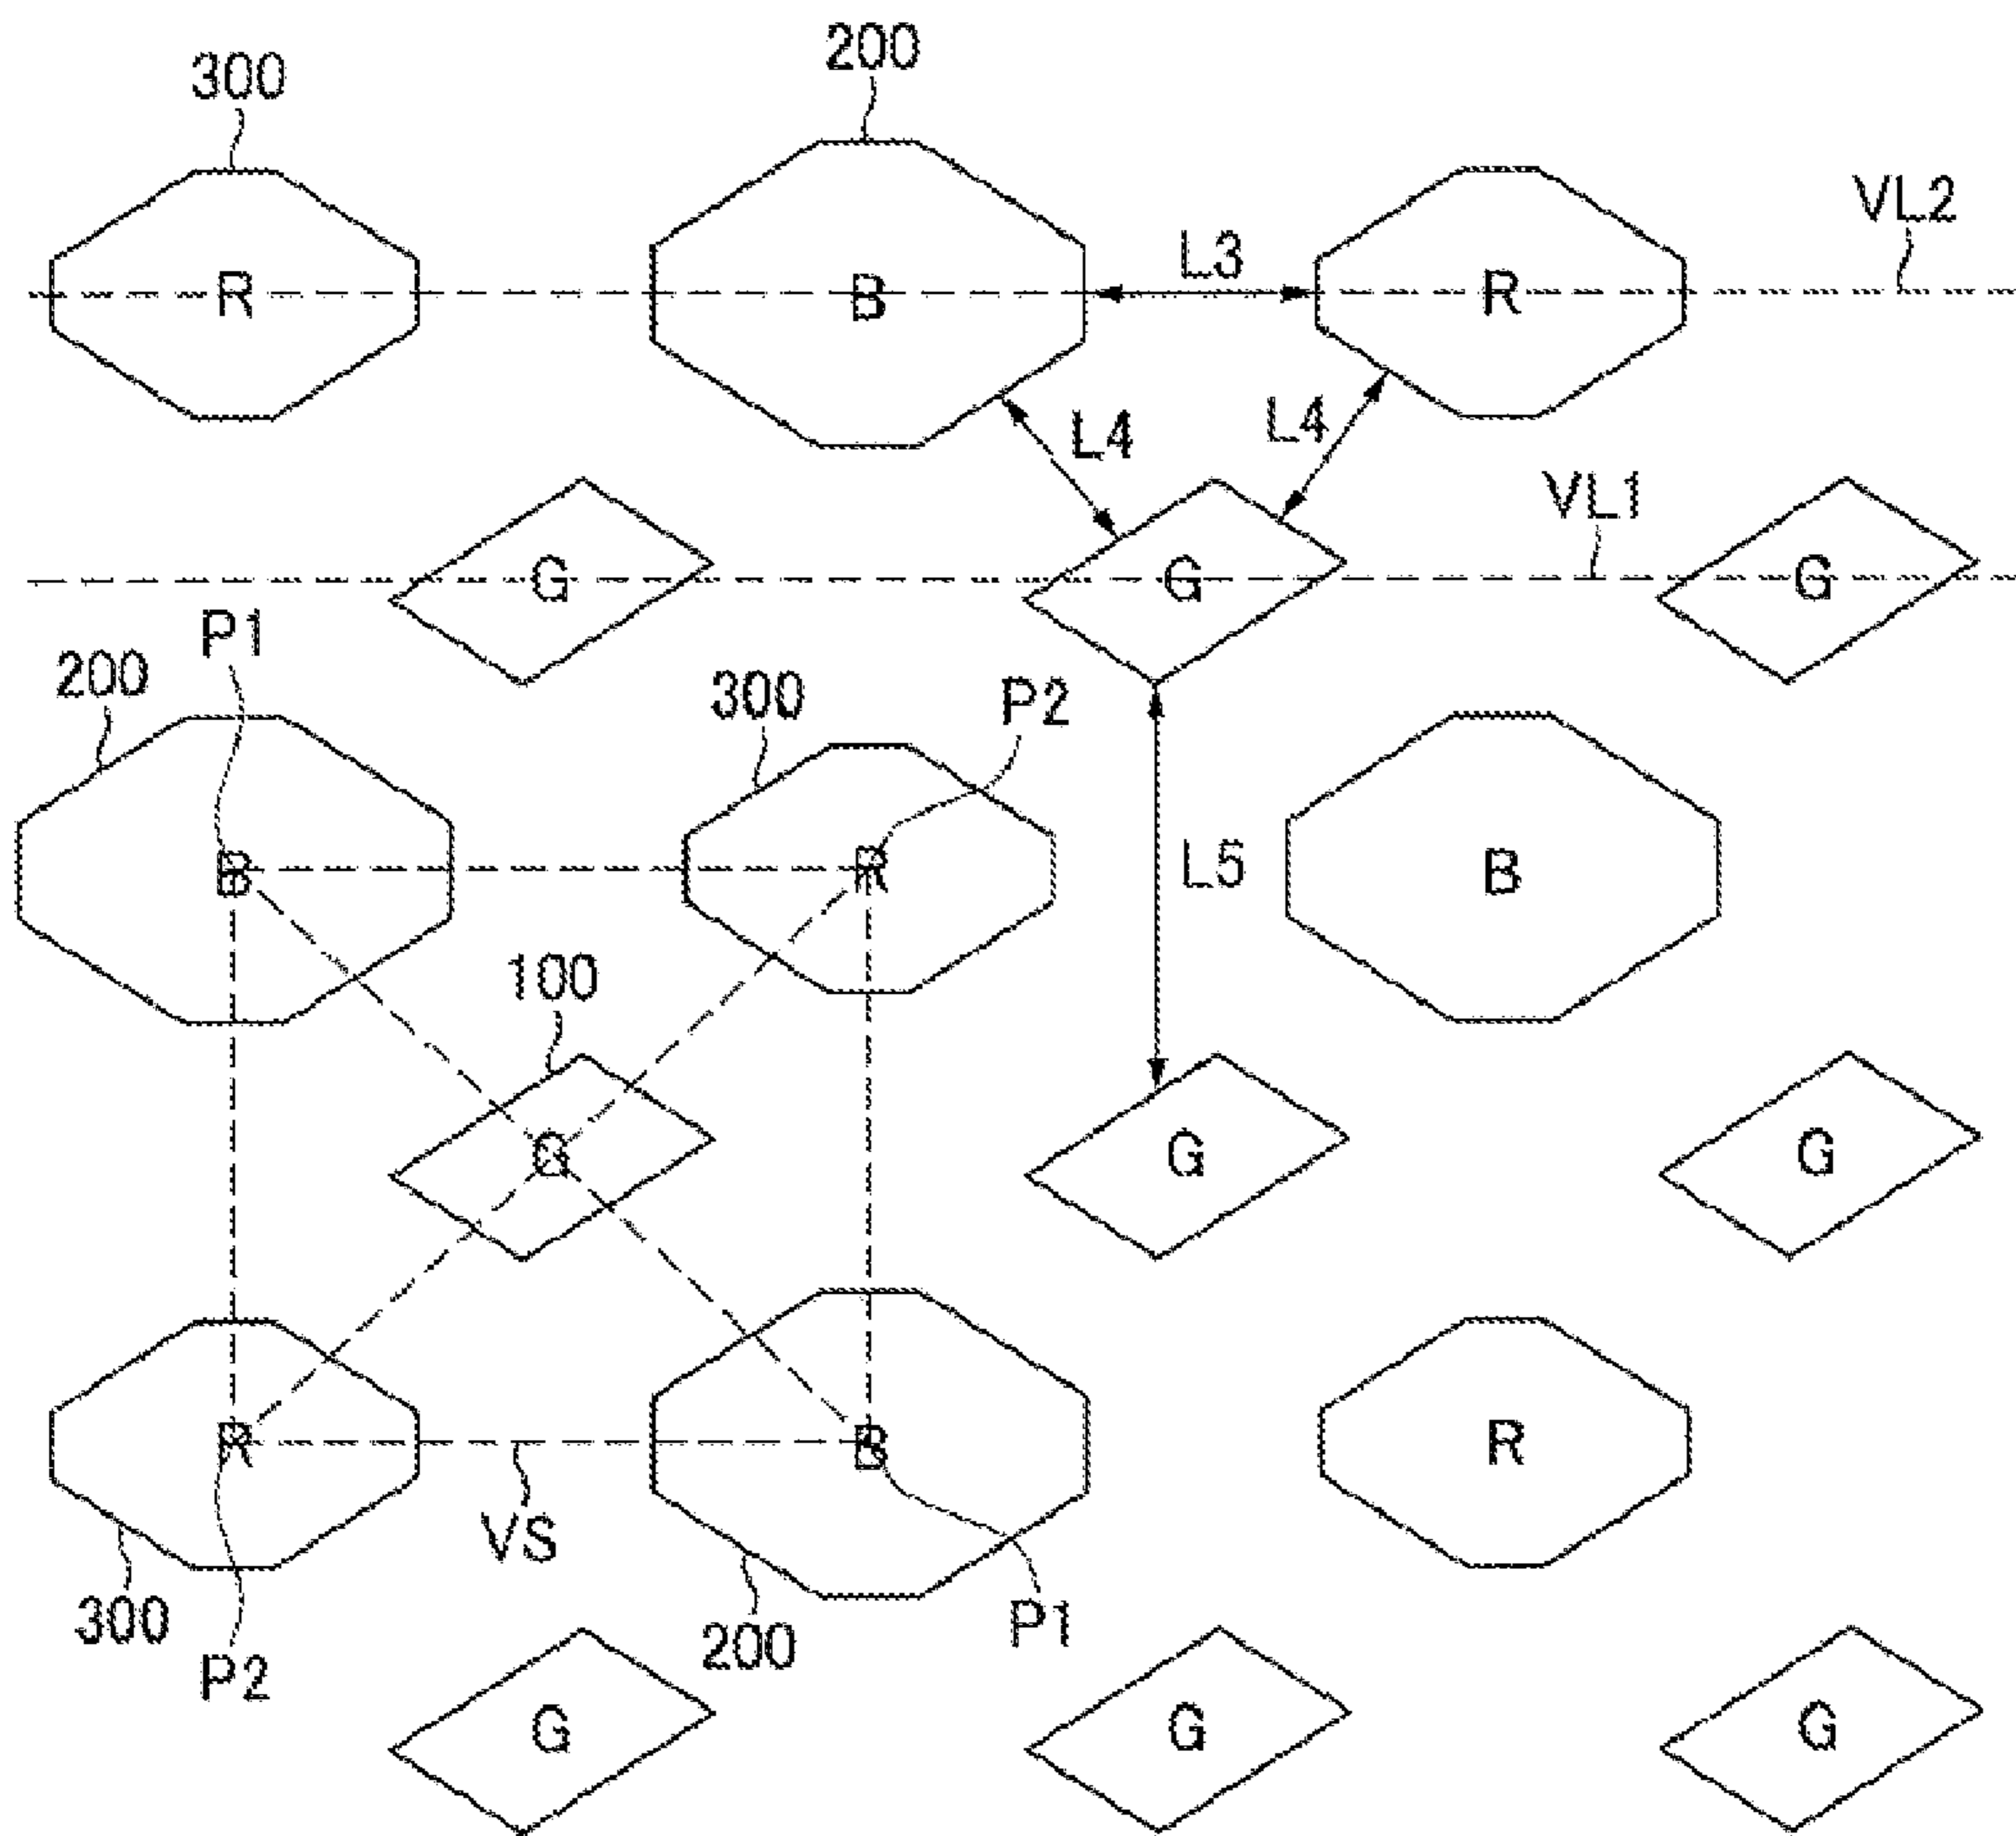 300 200
VL2
R B L3 R
L4 L4
VL1
G G G
P1
200 300 P2
B R L5 B
100
G G G
R B R
VS
300 200 P1
P2
G G G